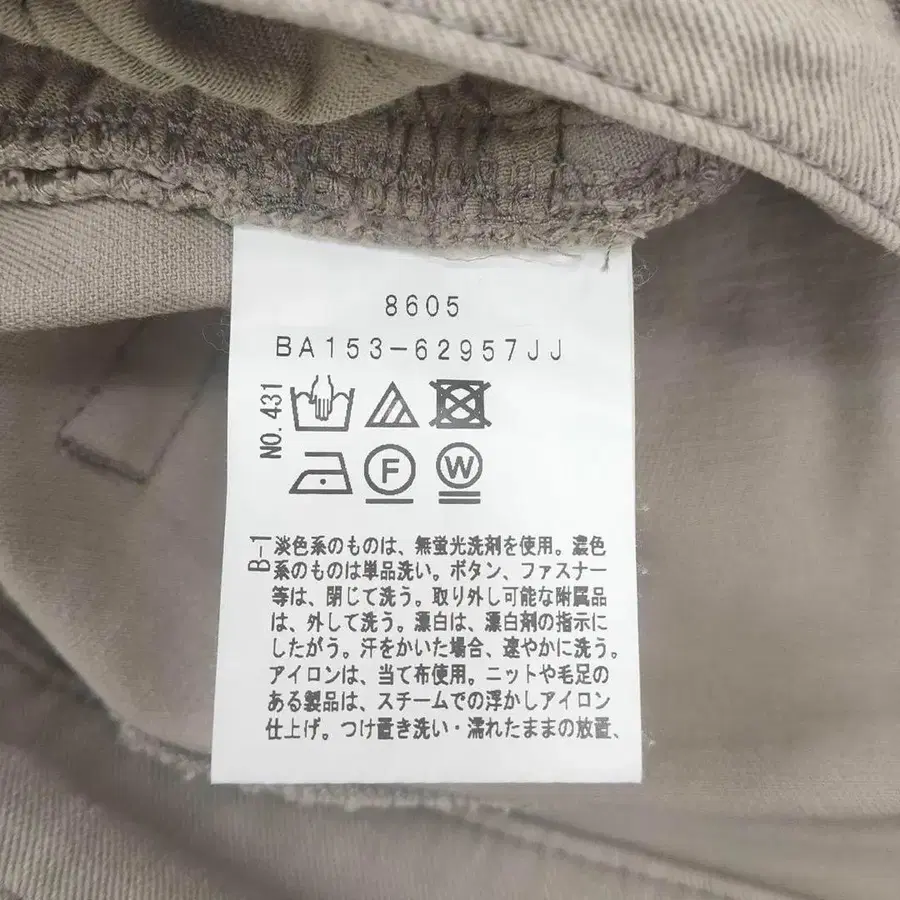 8605
BA153-62957JJ
NO. 431
F W
B-1
淡色系のものは、無蛍光洗剤を使用。濃色
系のものは単品洗い。ボタン、ファスナー
等は、閉じて洗う。取り外し可能な附属品
は、外して洗う。漂白は、漂白剤の指示に
したがう。汗をかいた場合、速やかに洗う。
アイロンは、当て布使用。ニットや毛足の
ある製品は、スチームでの浮かしアイロン
仕上げ。つけ置き洗い・濡れたままの放置、